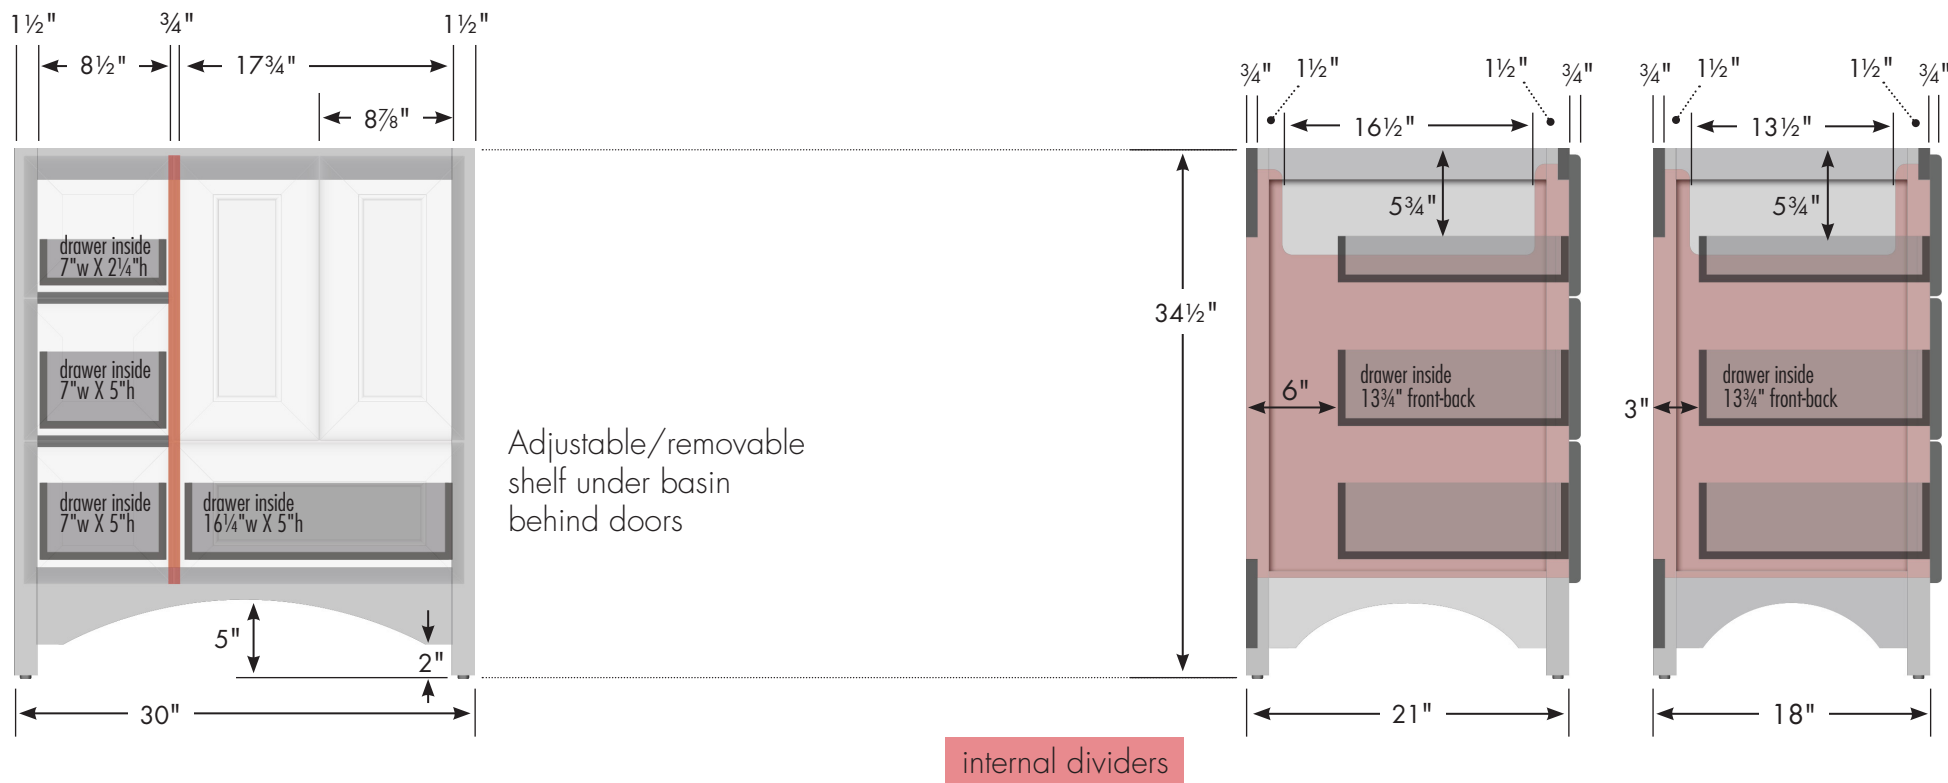 1½" ¾" 1½"
8½" 17¾"
8⅞"
drawer inside
7"w X 2¼"h
drawer inside
7"w X 5"h
drawer inside
7"w X 5"h
drawer inside
16¼"w X 5"h
5"
2"
30"
Adjustable/removable
shelf under basin
behind doors
34½"
¾" 1½" 1½" ¾"
16½"
5¾"
6"
drawer inside
13¾" front-back
21"
¾" 1½" 1½" ¾"
13½"
5¾"
3"
drawer inside
13¾" front-back
18"
internal dividers